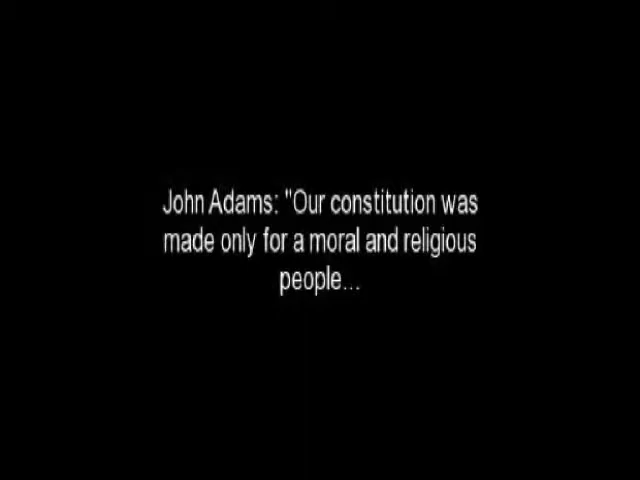 John Adams: "Our constitution was
made only for a moral and religious
people...